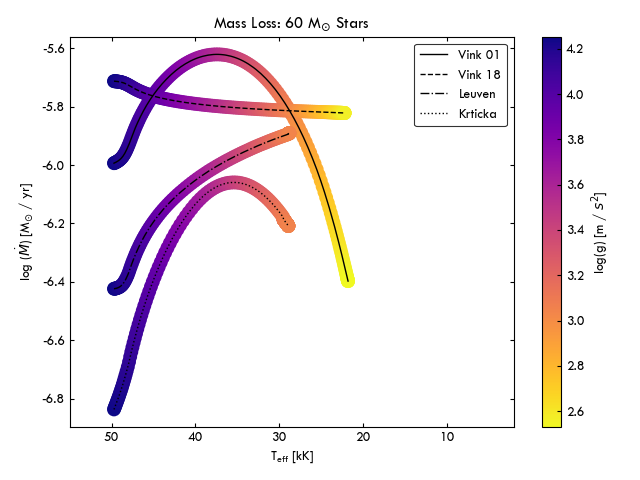 Mass Loss: 60 M☉ Stars
Vink 01
Vink 18
Leuven
Krticka
-5.6
-5.8
-6.0
-6.2
-6.4
-6.6
-6.8
log (Ṁ) [M☉ / yr]
50
40
30
20
10
T_eff [kK]
4.2
4.0
3.8
3.6
3.4
3.2
3.0
2.8
2.6
log(g) [m / s²]